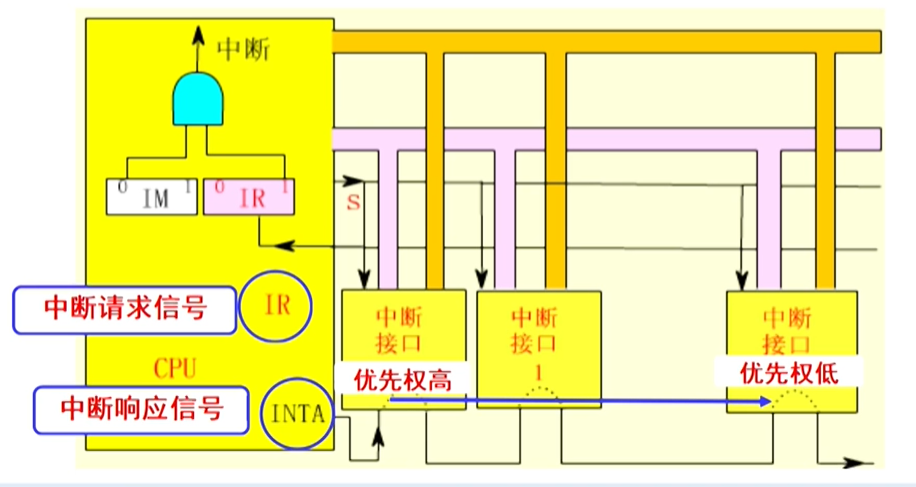 中断
0 IM 1
0 IR 1
S
中断请求信号
IR
CPU
中断响应信号
INTA
中断
接口
优先权高
中断
接口
1
中断
接口
优先权低